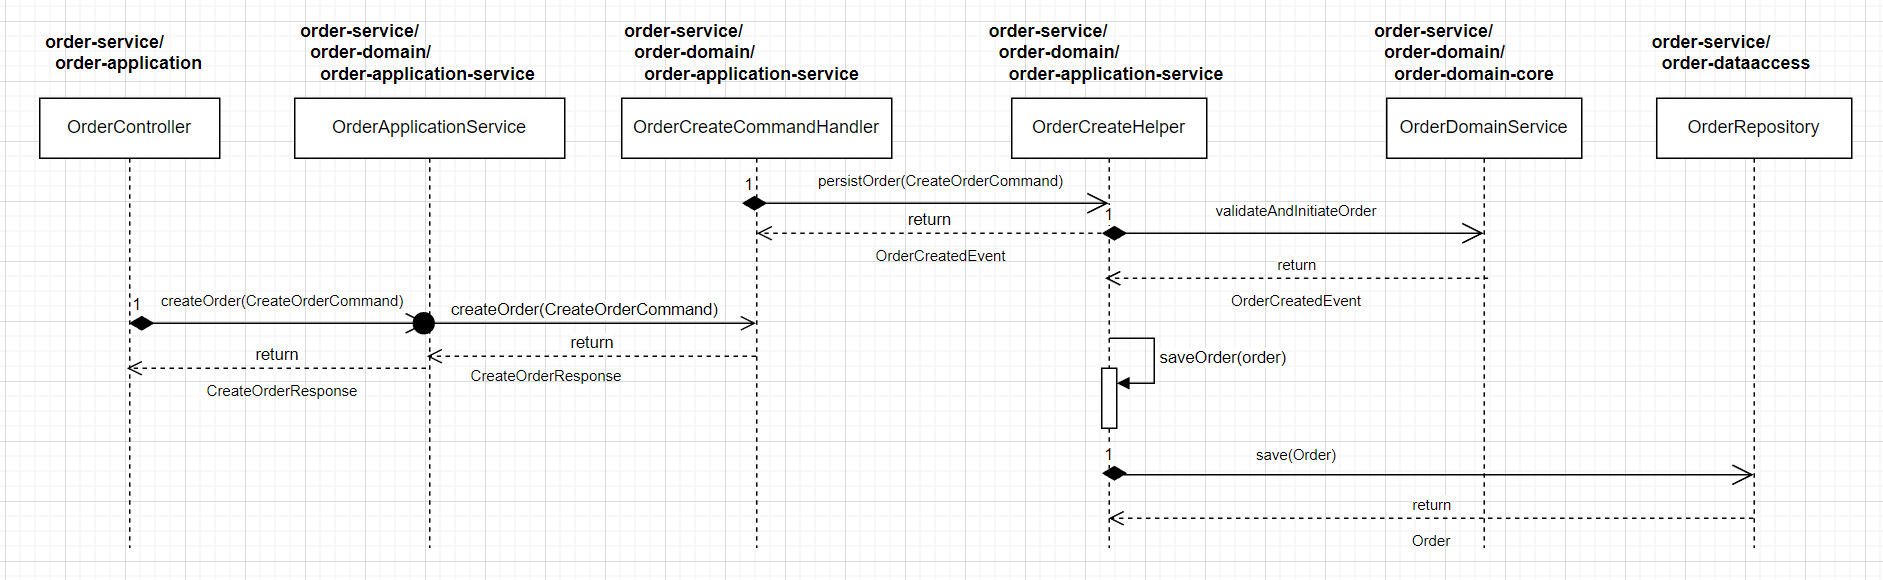 order-service/
order-application
order-service/
order-domain/
order-application-service
order-service/
order-domain/
order-application-service
order-service/
order-domain/
order-application-service
order-service/
order-domain/
order-domain-core
order-service/
order-dataaccess
OrderController
OrderApplicationService
OrderCreateCommandHandler
OrderCreateHelper
OrderDomainService
OrderRepository
1
persistOrder(CreateOrderCommand)
return
OrderCreatedEvent
1
validateAndInitiateOrder
return
OrderCreatedEvent
1
createOrder(CreateOrderCommand)
createOrder(CreateOrderCommand)
return
CreateOrderResponse
return
CreateOrderResponse
saveOrder(order)
1
save(Order)
return
Order